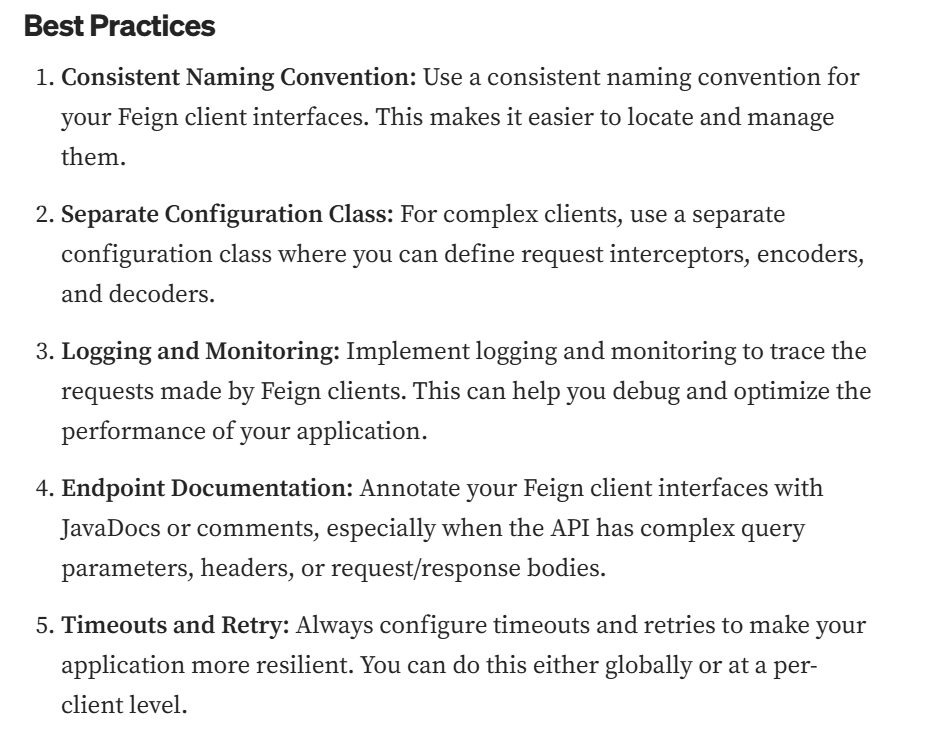 Best Practices
1. Consistent Naming Convention: Use a consistent naming convention for
your Feign client interfaces. This makes it easier to locate and manage
them.
2. Separate Configuration Class: For complex clients, use a separate
configuration class where you can define request interceptors, encoders,
and decoders.
3. Logging and Monitoring: Implement logging and monitoring to trace the
requests made by Feign clients. This can help you debug and optimize the
performance of your application.
4. Endpoint Documentation: Annotate your Feign client interfaces with
JavaDocs or comments, especially when the API has complex query
parameters, headers, or request/response bodies.
5. Timeouts and Retry: Always configure timeouts and retries to make your
application more resilient. You can do this either globally or at a per-
client level.